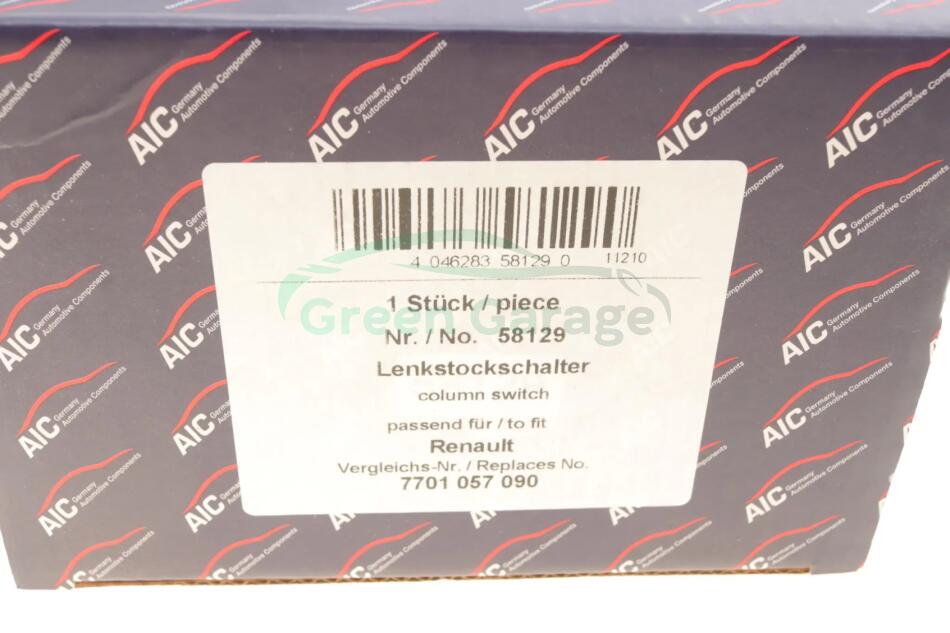 AIC Germany
Automotive Components
4 046283 58129 0 11210
1 Stück / piece
Green Garage
Nr. / No. 58129
Lenkstockschalter
column switch
passend für / to fit
Renault
Vergleichs-Nr. / Replaces No.
7701 057 090